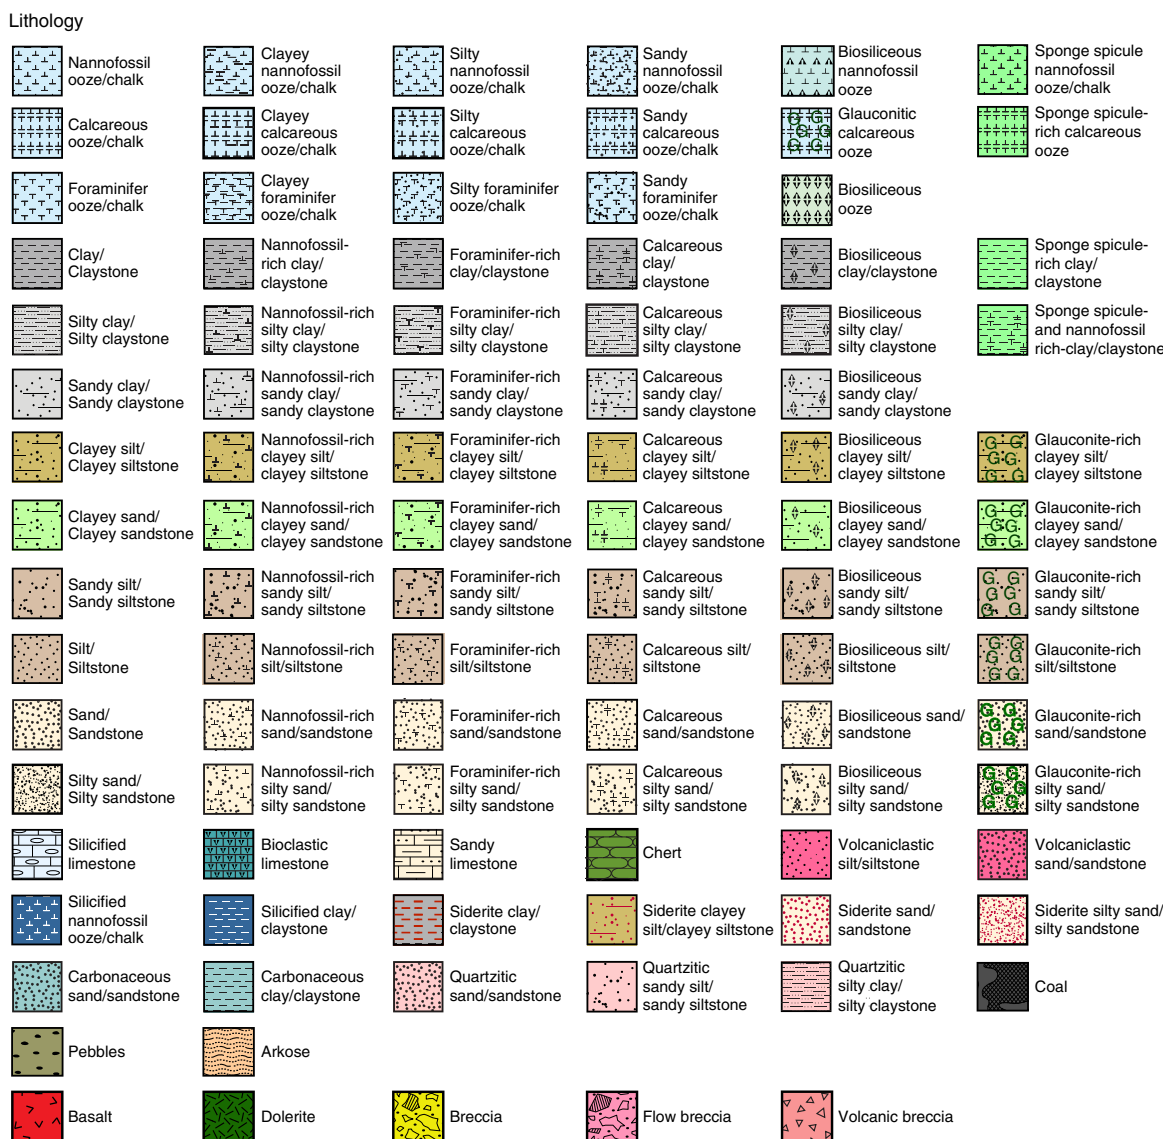 Lithology
Nannofossil
ooze/chalk
Clayey
nannofossil
ooze/chalk
Silty
nannofossil
ooze/chalk
Sandy
nannofossil
ooze/chalk
Biosiliceous
nannofossil
ooze
Sponge spicule
nannofossil
ooze/chalk
Calcareous
ooze/chalk
Clayey
calcareous
ooze/chalk
Silty
calcareous
ooze/chalk
Sandy
calcareous
ooze/chalk
G G
G G
G G
Glauconitic
calcareous
ooze
Sponge spicule-
rich calcareous
ooze
Foraminifer
ooze/chalk
Clayey
foraminifer
ooze/chalk
Silty foraminifer
ooze/chalk
Sandy
foraminifer
ooze/chalk
Biosiliceous
ooze
Clay/
Claystone
Nannofossil-
rich clay/
claystone
Foraminifer-rich
clay/claystone
Calcareous
clay/
claystone
Biosiliceous
clay/claystone
Sponge spicule-
rich clay/
claystone
Silty clay/
Silty claystone
Nannofossil-rich
silty clay/
silty claystone
Foraminifer-rich
silty clay/
silty claystone
Calcareous
silty clay/
silty claystone
Biosiliceous
silty clay/
silty claystone
Sponge spicule-
and nannofossil
rich-clay/claystone
Sandy clay/
Sandy claystone
Nannofossil-rich
sandy clay/
sandy claystone
Foraminifer-rich
sandy clay/
sandy claystone
Calcareous
sandy clay/
sandy claystone
Biosiliceous
sandy clay/
sandy claystone
Clayey silt/
Clayey siltstone
Nannofossil-rich
clayey silt/
clayey siltstone
Foraminifer-rich
clayey silt/
clayey siltstone
Calcareous
clayey silt/
clayey siltstone
Biosiliceous
clayey silt/
clayey siltstone
G G
G G
G G
Glauconite-rich
clayey silt/
clayey siltstone
Clayey sand/
Clayey sandstone
Nannofossil-rich
clayey sand/
clayey sandstone
Foraminifer-rich
clayey sand/
clayey sandstone
Calcareous
clayey sand/
clayey sandstone
Biosiliceous
clayey sand/
clayey sandstone
G G
G G
G G
Glauconite-rich
clayey sand/
clayey sandstone
Sandy silt/
Sandy siltstone
Nannofossil-rich
sandy silt/
sandy siltstone
Foraminifer-rich
sandy silt/
sandy siltstone
Calcareous
sandy silt/
sandy siltstone
Biosiliceous
sandy silt/
sandy siltstone
G G
G G
G G
Glauconite-rich
sandy silt/
sandy siltstone
Silt/
Siltstone
Nannofossil-rich
silt/siltstone
Foraminifer-rich
silt/siltstone
Calcareous silt/
siltstone
Biosiliceous silt/
siltstone
G G
G G
G G
Glauconite-rich
silt/siltstone
Sand/
Sandstone
Nannofossil-rich
sand/sandstone
Foraminifer-rich
sand/sandstone
Calcareous
sand/sandstone
Biosiliceous sand/
sandstone
G G
G G
G G
Glauconite-rich
sand/sandstone
Silty sand/
Silty sandstone
Nannofossil-rich
silty sand/
silty sandstone
Foraminifer-rich
silty sand/
silty sandstone
Calcareous
silty sand/
silty sandstone
Biosiliceous
silty sand/
silty sandstone
G G
G G
G G
Glauconite-rich
silty sand/
silty sandstone
Silicified
limestone
Bioclastic
limestone
Sandy
limestone
Chert
Volcaniclastic
silt/siltstone
Volcaniclastic
sand/sandstone
Silicified
nannofossil
ooze/chalk
Silicified clay/
claystone
Siderite clay/
claystone
Siderite clayey
silt/clayey siltstone
Siderite sand/
sandstone
Siderite silty sand/
silty sandstone
Carbonaceous
sand/sandstone
Carbonaceous
clay/claystone
Quartzitic
sand/sandstone
Quartzitic
sandy silt/
sandy siltstone
Quartzitic
silty clay/
silty claystone
Coal
Pebbles
Arkose
Basalt
Dolerite
Breccia
Flow breccia
Volcanic breccia